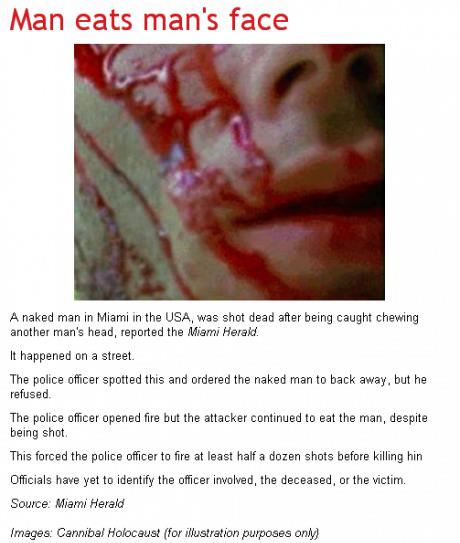 Man eats man's face
A naked man in Miami in the USA, was shot dead after being caught chewing
another man's head, reported the Miami Herald.
It happened on a street.
The police officer spotted this and ordered the naked man to back away, but he
refused.
The police officer opened fire but the attacker continued to eat the man, despite
being shot.
This forced the police officer to fire at least half a dozen shots before killing hin
Officials have yet to identify the officer involved, the deceased, or the victim.
Source: Miami Herald
Images: Cannibal Holocaust (for illustration purposes only)